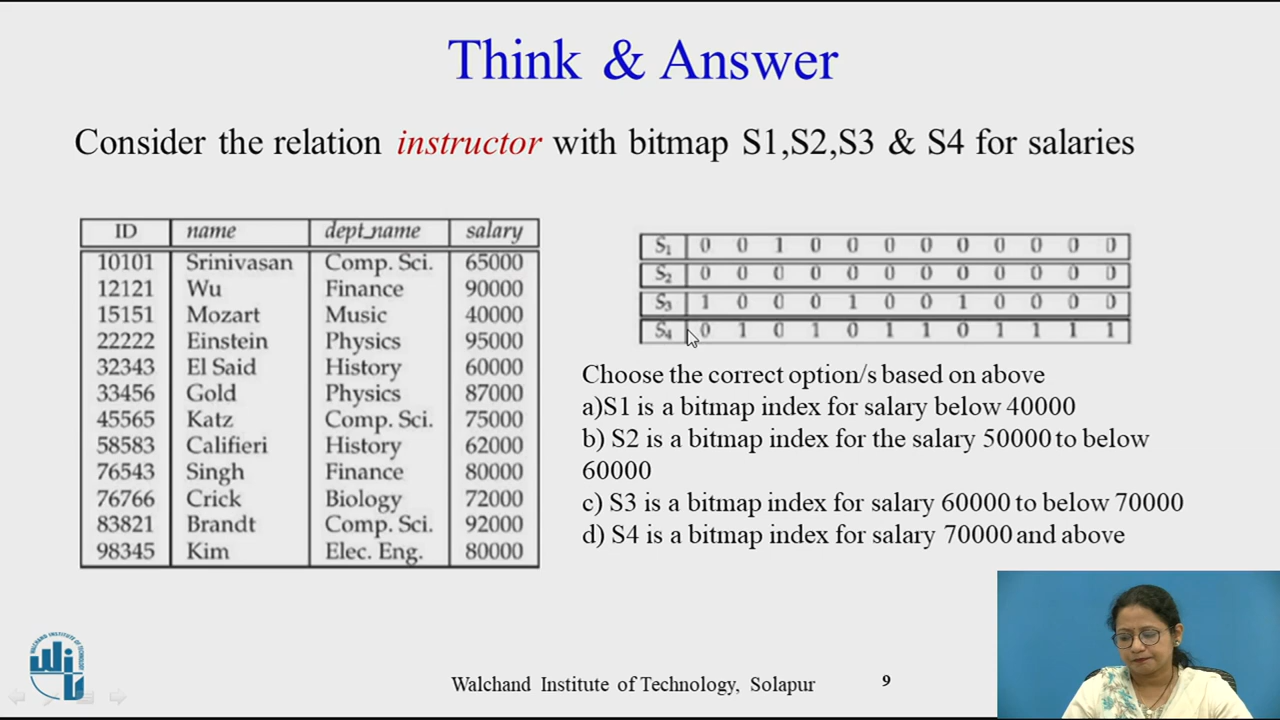 Think & Answer
Consider the relation instructor with bitmap S1,S2,S3 & S4 for salaries
ID name dept_name salary
10101 Srinivasan Comp. Sci. 65000
12121 Wu Finance 90000
15151 Mozart Music 40000
22222 Einstein Physics 95000
32343 El Said History 60000
33456 Gold Physics 87000
45565 Katz Comp. Sci. 75000
58583 Califieri History 62000
76543 Singh Finance 80000
76766 Crick Biology 72000
83821 Brandt Comp. Sci. 92000
98345 Kim Elec. Eng. 80000
S1 0 0 1 0 0 0 0 0 0 0 0 0
S2 0 0 0 0 0 0 0 0 0 0 0 0
S3 1 0 0 0 1 0 0 1 0 0 0 0
S4 0 1 0 1 0 1 1 0 1 1 1 1
Choose the correct option/s based on above
a)S1 is a bitmap index for salary below 40000
b) S2 is a bitmap index for the salary 50000 to below
60000
c) S3 is a bitmap index for salary 60000 to below 70000
d) S4 is a bitmap index for salary 70000 and above
WALCHAND INSTITUTE OF TECHNOLOGY
WIT
Walchand Institute of Technology, Solapur
9